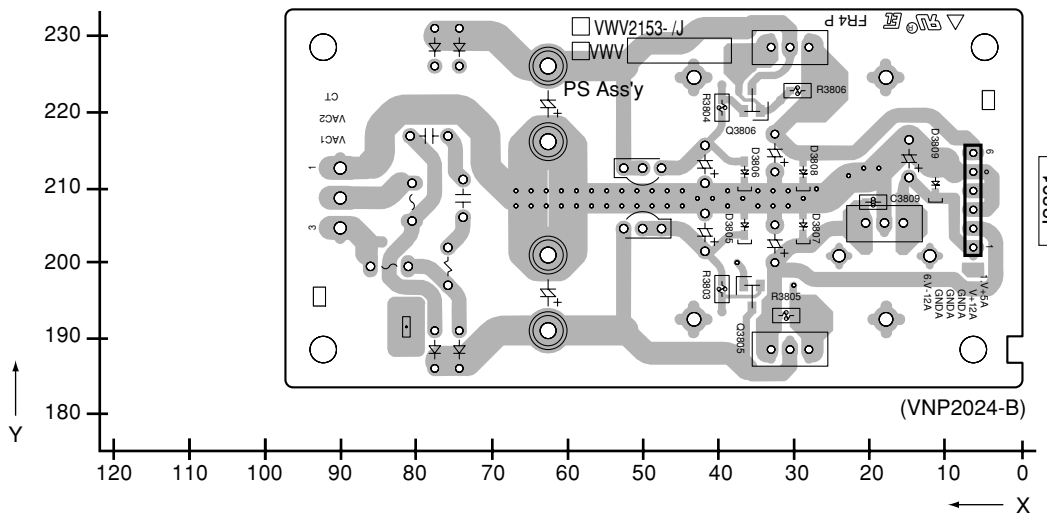 230
220
210
200
190
180
Y
120
110
100
90
80
70
60
50
40
30
20
10
0
X
VWV2153- /J
VWV
PS Ass'y
FR4 P
CT
VAC2
VAC1
1
3
R3804
Q3806
R3806
D3806
D3808
D3809
C3809
D3805
D3807
R3803
R3805
Q3805
6
1
6.V-12A
GNDA
GNDA
GNDA
V+12A
1.V+5A
(VNP2024-B)